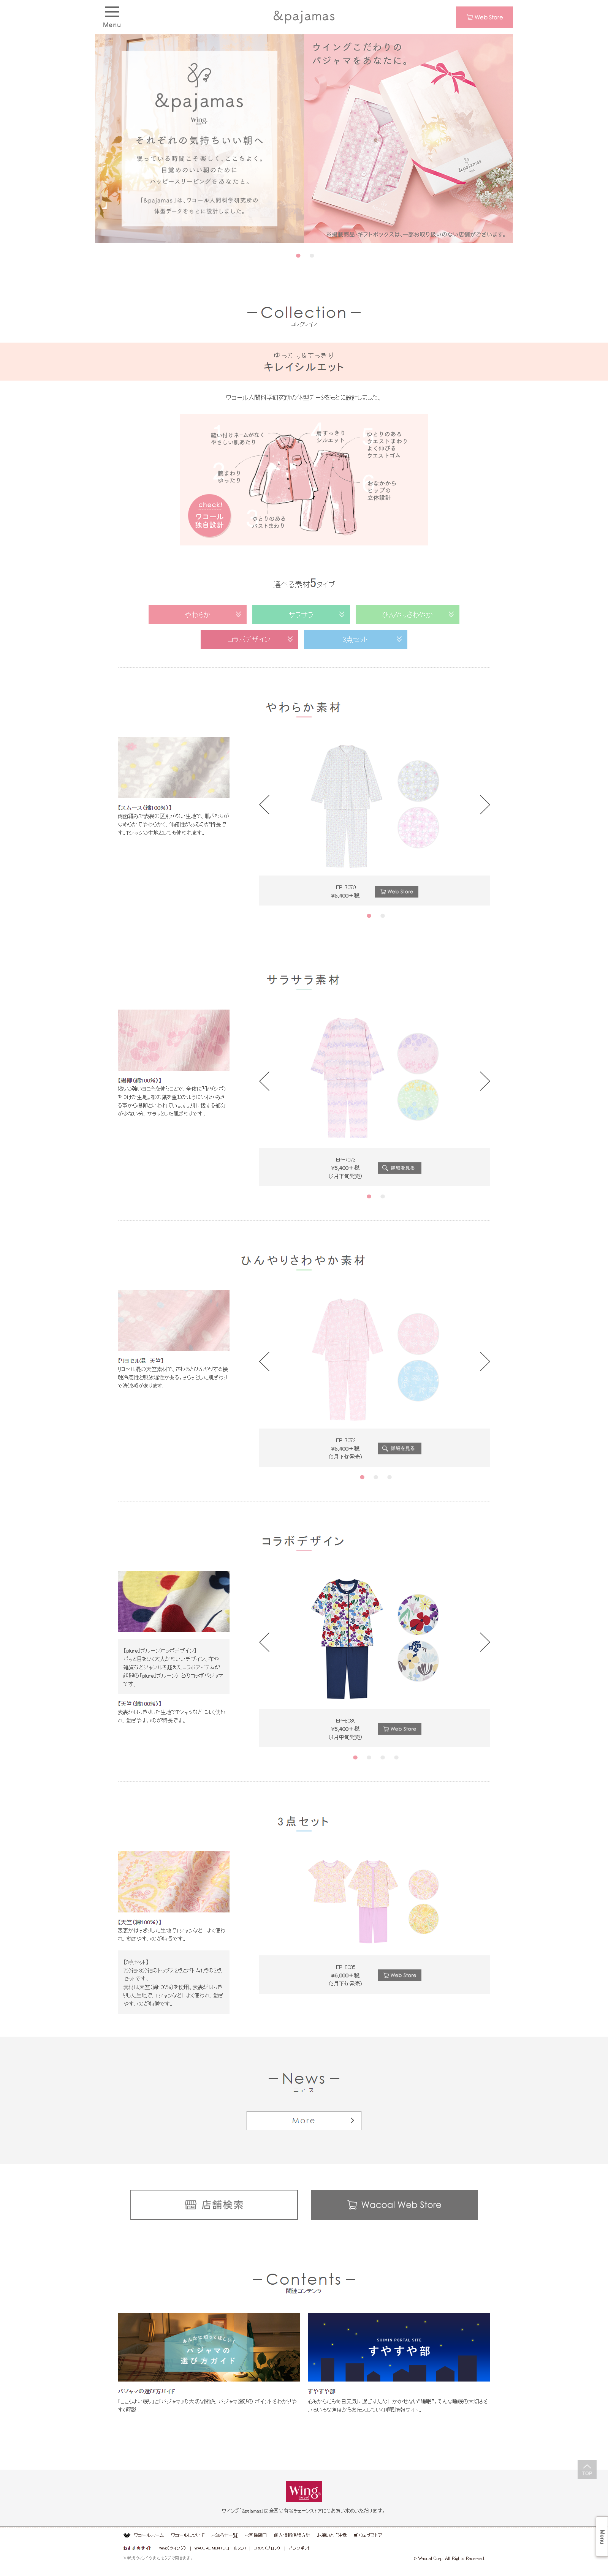 Menu
&pajamas
Web Store
&pajamas
Wing
それぞれの気持ちいい朝へ
眠っている時間こそ楽しく、ここちよく。
目覚めのいい朝のために
ハッピースリーピングをあなたと。
「&pajamas」は、ワコール人間科学研究所の
体型データをもとに設計しました。
ウイングこだわりの
パジャマをあなたに。
－Collection－
コレクション
ゆったり&すっきり
キレイシルエット
ワコール人間科学研究所の体型データをもとに設計しました。
縫い付けネームがなく
やさしい肌あたり
肩すっきり
シルエット
ゆとりのある
ウエストまわり
よく伸びる
ウエストゴム
腕まわり
ゆったり
おなかから
ヒップの
立体設計
ゆとりのある
バストまわり
check!
ワコール
独自設計
選べる素材5タイプ
やわらか
サラサラ
ひんやりさわやか
コラボデザイン
3点セット
やわらか素材
【スムース(綿100%)】
両面編みで表裏の区別がない生地で、肌ざわりが
なめらかでやわらかく、伸縮性があるのが特長で
す。Tシャツの生地としても使われます。
EP-7070
¥5,400+税
Web Store
サラサラ素材
【楊柳(綿100%)】
撚りの強いヨコ糸を使うことで、全体に凹凸(シボ)
をつけた生地。柳の葉を重ねたようにシボがみえ
る事から楊柳といわれています。肌に接する部分
が少ない分、サラッとした肌ざわりです。
EP-7073
¥5,400+税
(2月下旬発売)
詳細を見る
ひんやりさわやか素材
【リヨセル混 天竺】
リヨセル混の天竺素材で、さわるとひんやりする接
触冷感性と吸放湿性がある。さらっとした肌ざわり
で清涼感があります。
EP-7072
¥5,400+税
(2月下旬発売)
詳細を見る
コラボデザイン
【plune.(プルーン)コラボデザイン】
パッと目をひく大人かわいいデザイン。布や
雑貨などジャンルを超えたコラボアイテムが
話題の「plune.(プルーン)」とのコラボパジャマ
です。
【天竺(綿100%)】
表裏がはっきりした生地でTシャツなどによく使わ
れ、動きやすいのが特長です。
EP-6036
¥5,400+税
(4月中旬発売)
Web Store
3点セット
【天竺(綿100%)】
表裏がはっきりした生地でTシャツなどによく使わ
れ、動きやすいのが特長です。
【3点セット】
7分袖・3分袖のトップス2点とボトム1点の3点
セットです。
素材は天竺(綿100%)を使用。表裏がはっき
りした生地で、Tシャツなどによく使われ、動き
やすいのが特徴です。
EP-6035
¥6,000+税
(3月下旬発売)
Web Store
－News－
ニュース
More
店舗検索
Wacoal Web Store
－Contents－
関連コンテンツ
みんなに知ってほしい!
パジャマの
選び方ガイド
SUIMIN PORTAL SITE
すやすや部
パジャマの選び方ガイド
「ここちよい眠り」と「パジャマ」の大切な関係、パジャマ選びの ポイントをわかりや
すく解説。
すやすや部
心もからだも毎日元気に過ごすためにかかせない“睡眠”。そんな睡眠の大切さを
いろいろな角度からお伝えしていく睡眠情報サイト。
TOP
Wing
ウイング「&pajamas」は全国の有名チェーンストアにてお買い求めいただけます。
ワコールホーム
ワコールについて
お知らせ一覧
お客様窓口
個人情報保護方針
お願いとご注意
ウェブストア
おすすめサイト
Wing(ウイング) | WACOAL MEN(ワコールメン) | BROS(ブロス) |
© Wacoal Corp. All Rights Reserved.
Menu